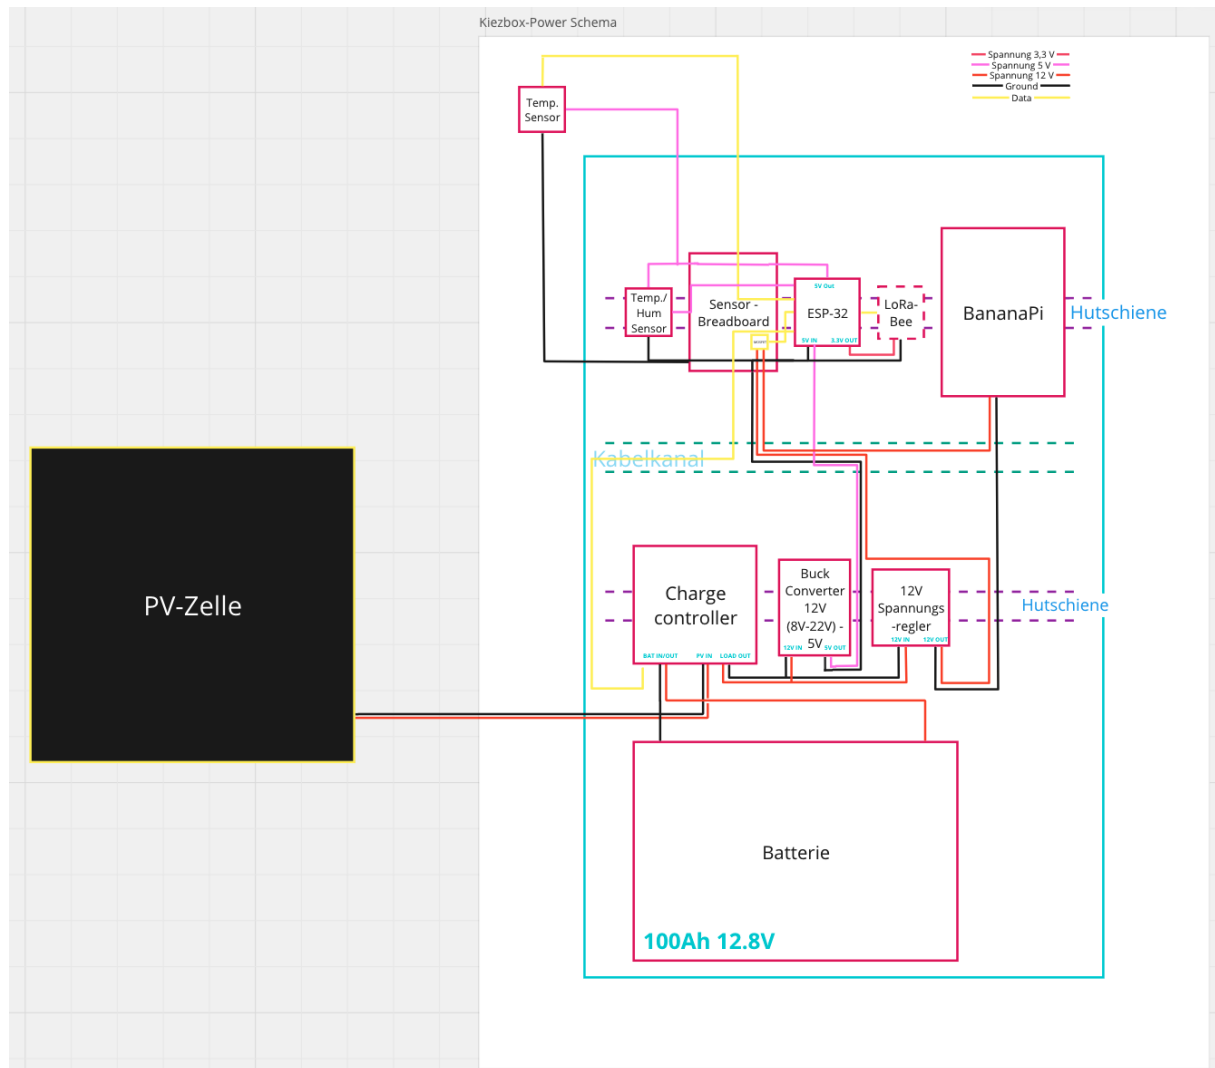 Kiezbox-Power Schema
Spannung 3,3 V
Spannung 5 V
Spannung 12 V
Ground
Data
Temp.
Sensor
Temp./
Hum
Sensor
Sensor -
Breadboard
5V Out
ESP-32
5V IN
3.3V OUT
LoRa-
Bee
BananaPi
Hutschiene
Kabelkanal
PV-Zelle
Charge
controller
BAT IN/OUT
PV IN
LOAD OUT
Buck
Converter
12V
(8V-22V) -
5V
12V IN
5V OUT
12V
Spannungs
-regler
12V IN
12V OUT
Hutschiene
Batterie
100Ah 12.8V